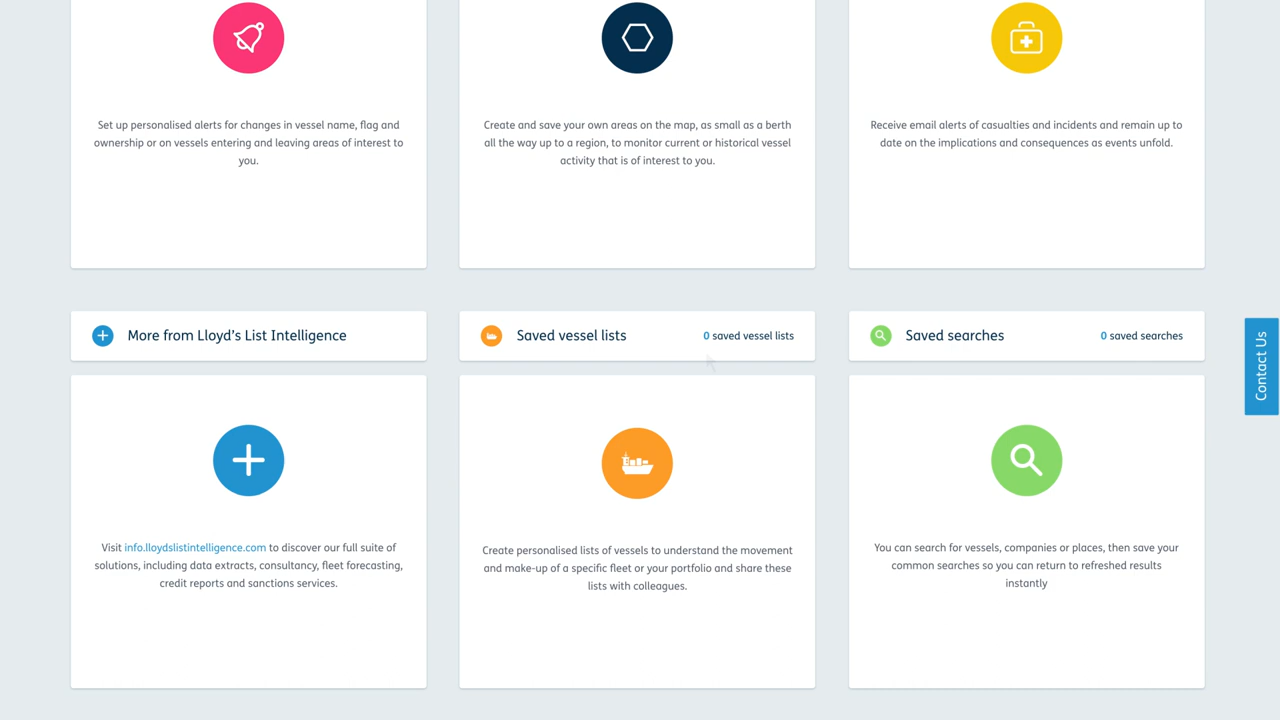 Set up personalised alerts for changes in vessel name, flag and
ownership or on vessels entering and leaving areas of interest to
you.
Create and save your own areas on the map, as small as a berth
all the way up to a region, to monitor current or historical vessel
activity that is of interest to you.
Receive email alerts of casualties and incidents and remain up to
date on the implications and consequences as events unfold.
More from Lloyd's List Intelligence
Saved vessel lists
0 saved vessel lists
Saved searches
0 saved searches
Contact Us
Visit info.lloydslistintelligence.com to discover our full suite of
solutions, including data extracts, consultancy, fleet forecasting,
credit reports and sanctions services.
Create personalised lists of vessels to understand the movement
and make-up of a specific fleet or your portfolio and share these
lists with colleagues.
You can search for vessels, companies or places, then save your
common searches so you can return to refreshed results
instantly